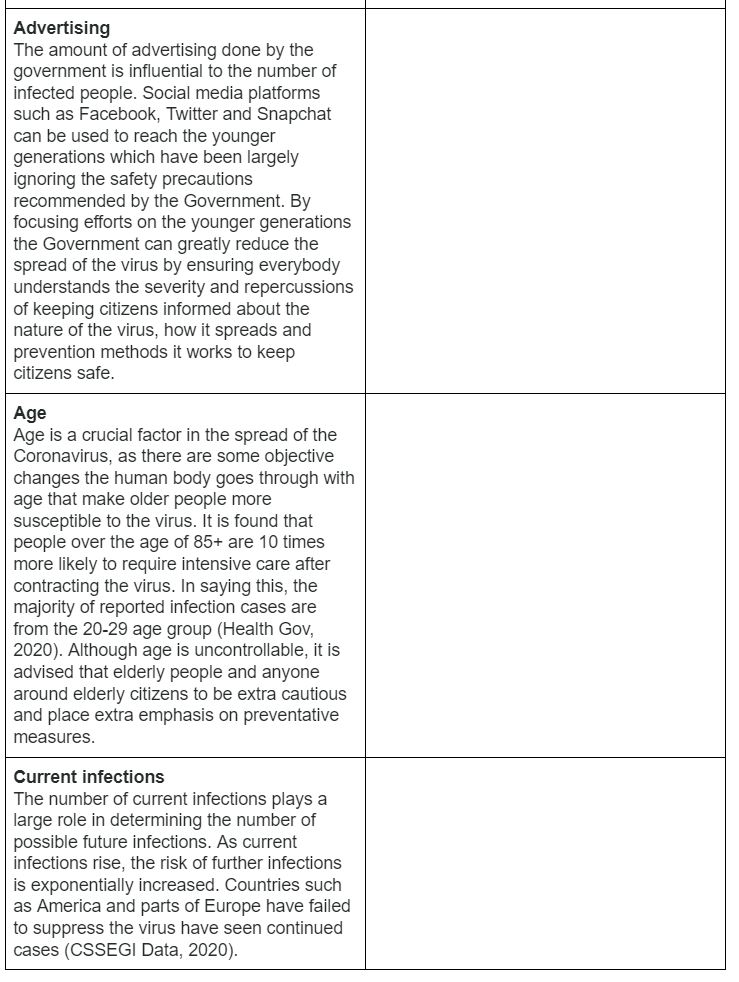 Advertising
The amount of advertising done by the
government is influential to the number of
infected people. Social media platforms
such as Facebook, Twitter and Snapchat
can be used to reach the younger
generations which have been largely
ignoring the safety precautions
recommended by the Government. By
focusing efforts on the younger generations
the Government can greatly reduce the
spread of the virus by ensuring everybody
understands the severity and repercussions
of keeping citizens informed about the
nature of the virus, how it spreads and
prevention methods it works to keep
citizens safe.
Age
Age is a crucial factor in the spread of the
Coronavirus, as there are some objective
changes the human body goes through with
age that make older people more
susceptible to the virus. It is found that
people over the age of 85+ are 10 times
more likely to require intensive care after
contracting the virus. In saying this, the
majority of reported infection cases are
from the 20-29 age group (Health Gov,
2020). Although age is uncontrollable, it is
advised that elderly people and anyone
around elderly citizens to be extra cautious
and place extra emphasis on preventative
measures.
Current infections
The number of current infections plays a
large role in determining the number of
possible future infections. As current
infections rise, the risk of further infections
is exponentially increased. Countries such
as America and parts of Europe have failed
to suppress the virus have seen continued
cases (CSSEGI Data, 2020).